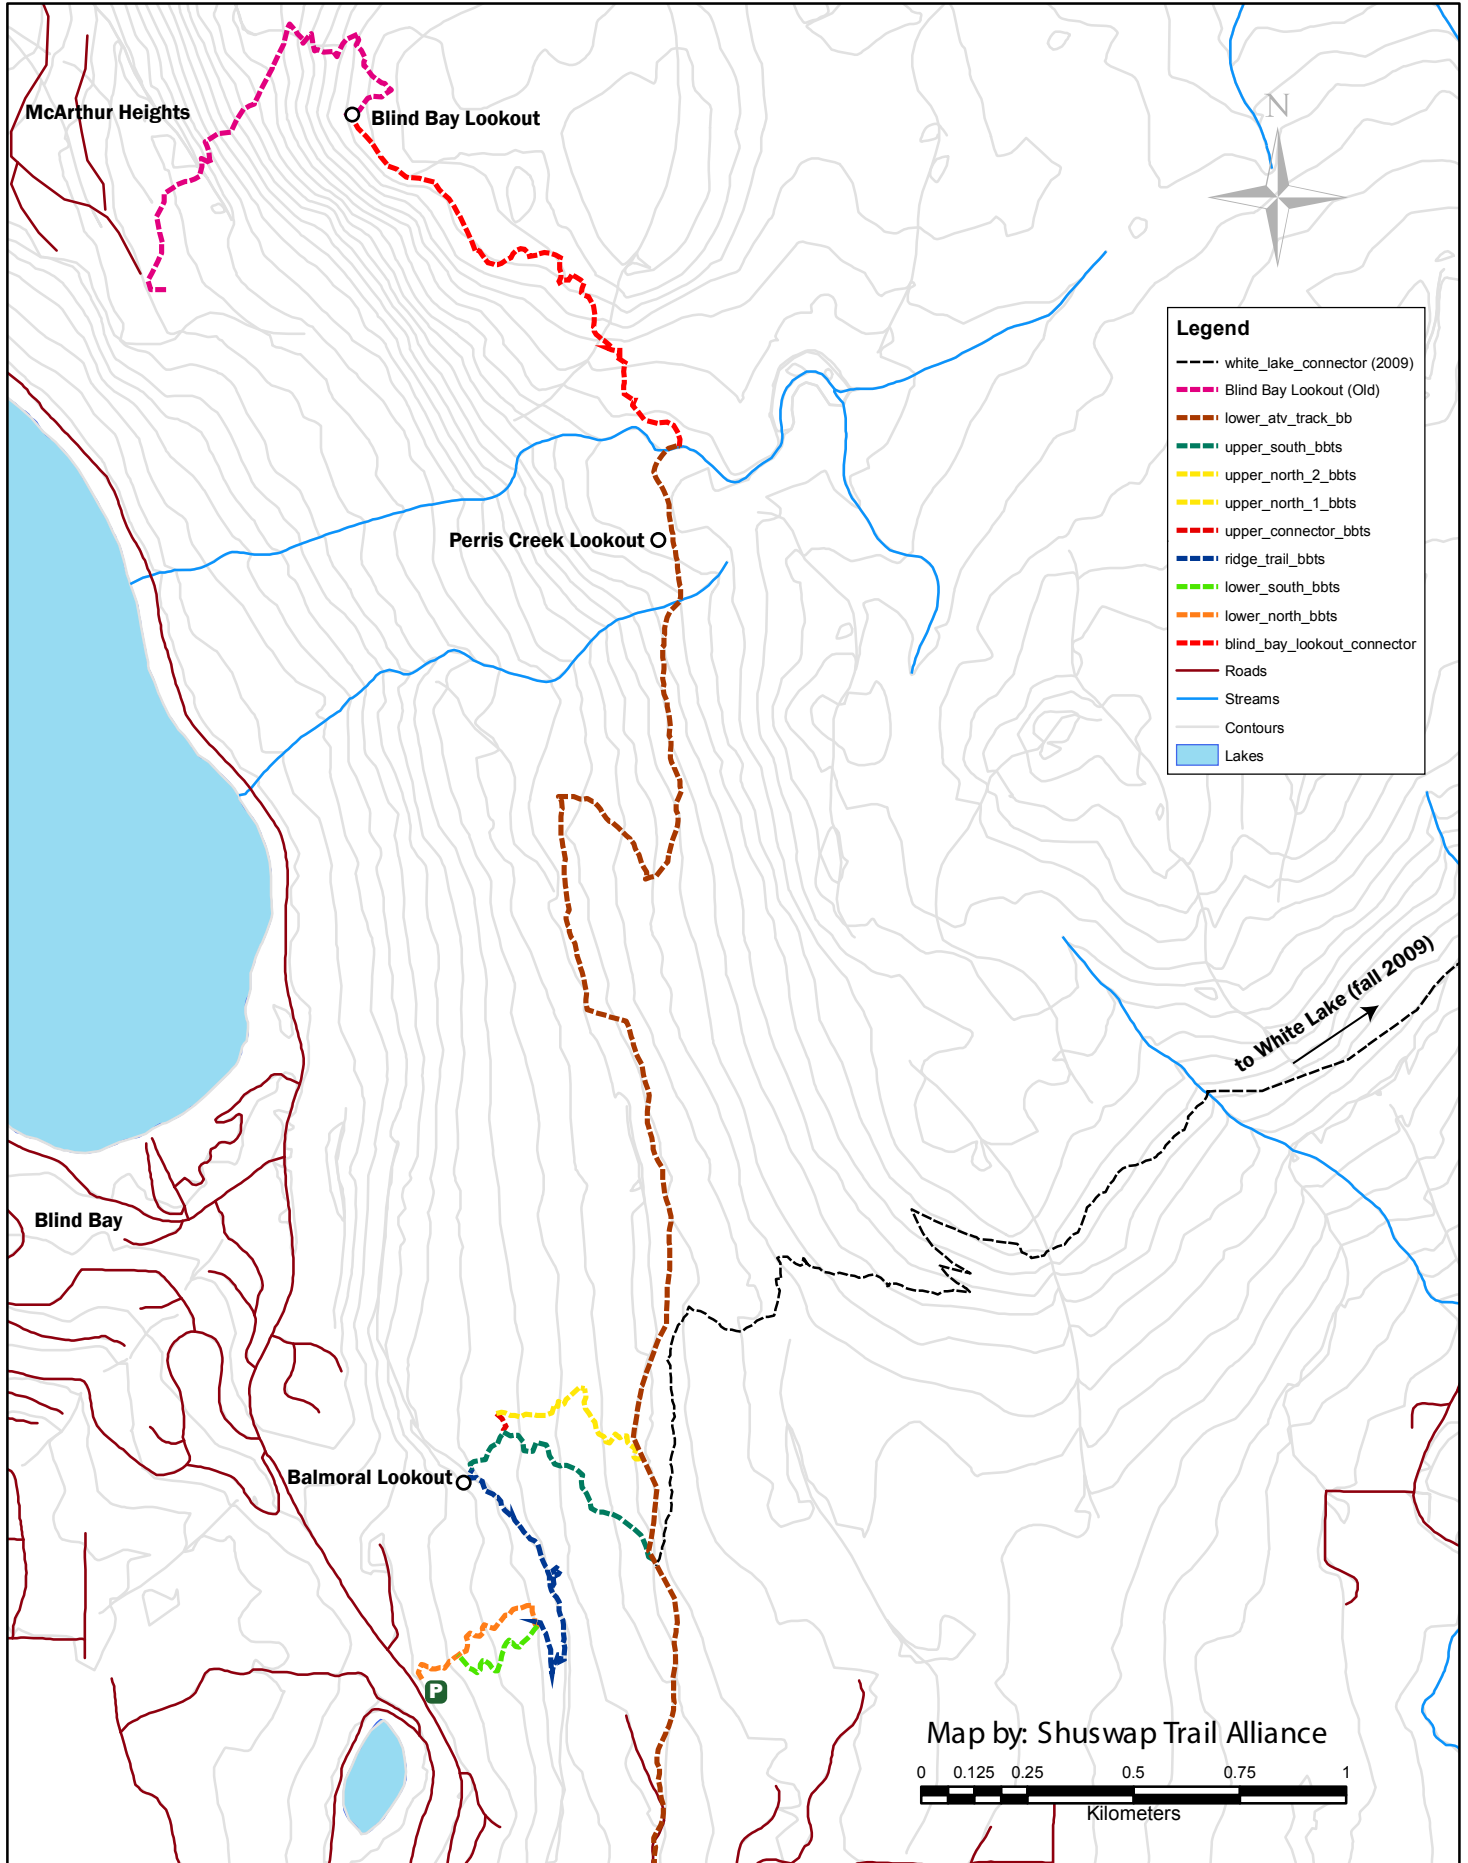 N
McArthur Heights
Blind Bay Lookout
Legend
white_lake_connector (2009)
Blind Bay Lookout (Old)
lower_atv_track_bb
upper_south_bbts
upper_north_2_bbts
upper_north_1_bbts
upper_connector_bbts
ridge_trail_bbts
lower_south_bbts
lower_north_bbts
blind_bay_lookout_connector
Roads
Streams
Contours
Lakes
Perris Creek Lookout
to White Lake (fall 2009)
Blind Bay
Balmoral Lookout
P
Map by: Shuswap Trail Alliance
0 0.125 0.25 0.5 0.75 1
Kilometers